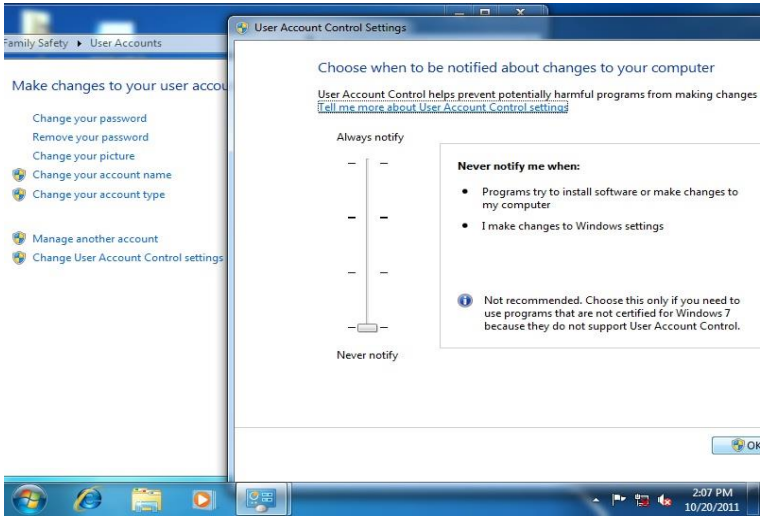 Family Safety ▸ User Accounts
Make changes to your user accou
Change your password
Remove your password
Change your picture
Change your account name
Change your account type
Manage another account
Change User Account Control settings
User Account Control Settings
Choose when to be notified about changes to your computer
User Account Control helps prevent potentially harmful programs from making changes
Tell me more about User Account Control settings
Always notify
Never notify
Never notify me when:
• Programs try to install software or make changes to
my computer
• I make changes to Windows settings
Not recommended. Choose this only if you need to
use programs that are not certified for Windows 7
because they do not support User Account Control.
OK
2:07 PM
10/20/2011